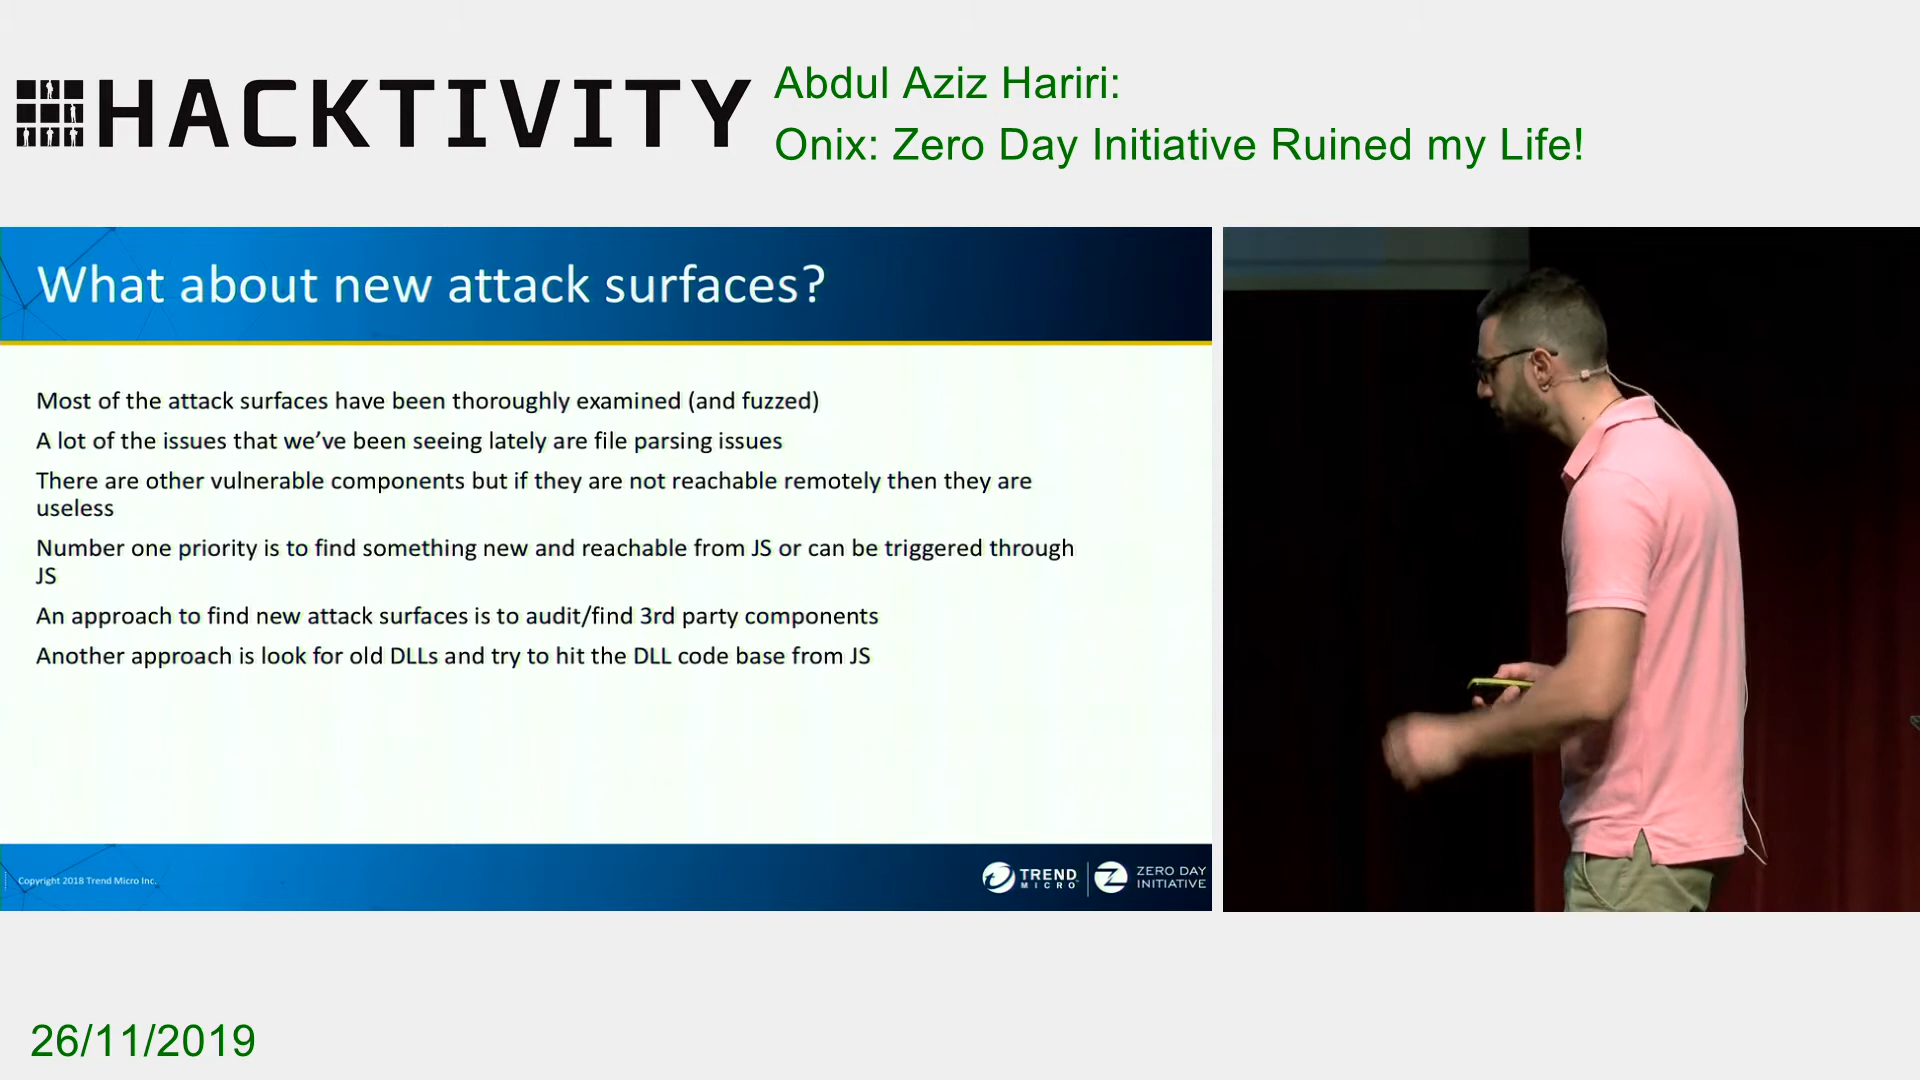 HACKTIVITY
Abdul Aziz Hariri:
Onix: Zero Day Initiative Ruined my Life!
What about new attack surfaces?
Most of the attack surfaces have been thoroughly examined (and fuzzed)
A lot of the issues that we’ve been seeing lately are file parsing issues
There are other vulnerable components but if they are not reachable remotely then they are
useless
Number one priority is to find something new and reachable from JS or can be triggered through
JS
An approach to find new attack surfaces is to audit/find 3rd party components
Another approach is look for old DLLs and try to hit the DLL code base from JS
Copyright 2018 Trend Micro Inc.
TREND
MICRO
ZERO DAY
INITIATIVE
26/11/2019